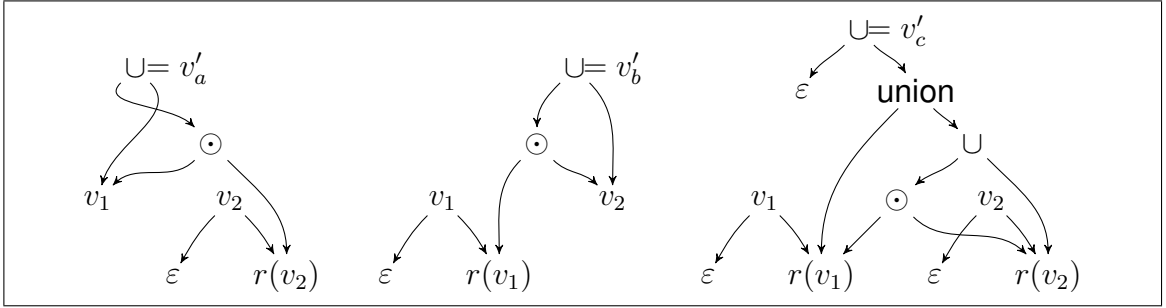 ∪= v′c
∪= v′a
∪= v′b
ε
union
⊙
⊙
∪
v1
v2
v1
v2
v1
⊙
v2
ε
r(v2)
ε
r(v1)
ε
r(v1)
ε
r(v2)